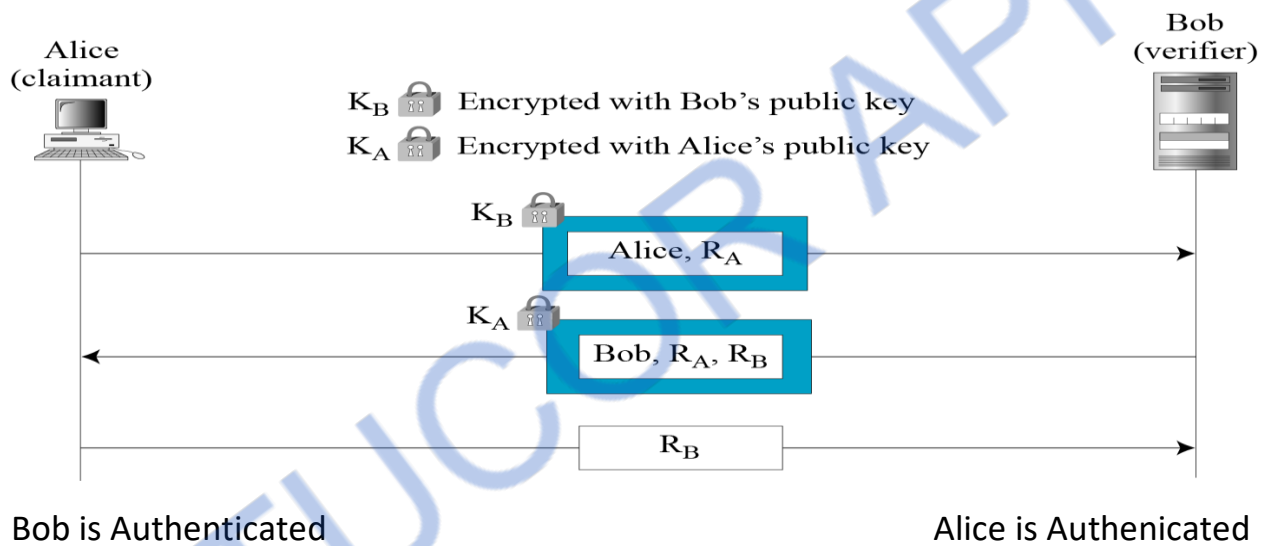 Bob
Alice
(verifier)
(claimant)
K_B Encrypted with Bob's public key
K_A Encrypted with Alice's public key
K_B
Alice, R_A
K_A
Bob, R_A, R_B
R_B
Bob is Authenticated
Alice is Authenicated